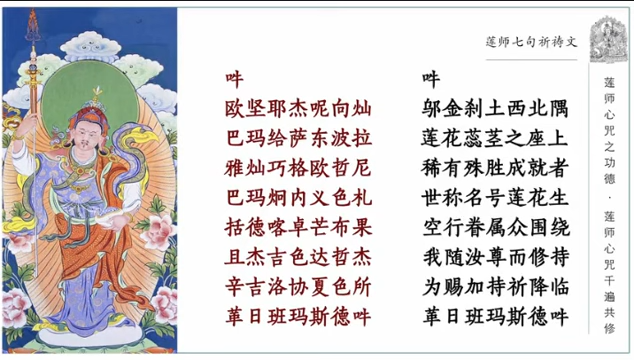 莲师七句祈祷文
吽
欧坚耶杰呢向灿
巴玛给萨东波拉
雅灿巧格欧哲尼
巴玛炯内义色札
括德喀卓芒布果
且杰吉色达哲杰
辛吉洛协夏色所
革日班玛斯德吽
吽
邬金刹土西北隅
莲花蕊茎之座上
稀有殊胜成就者
世称名号莲花生
空行眷属众围绕
我随汝尊而修持
为赐加持祈降临
革日班玛斯德吽
莲师心咒之功德·莲师心咒千遍共修